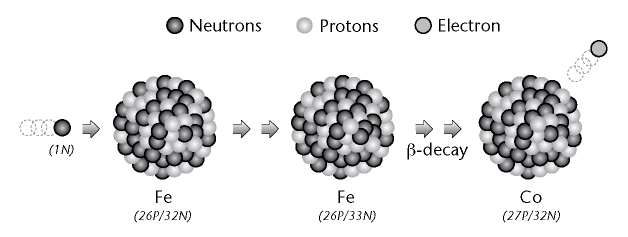 Neutrons Protons Electron
(1N)
β-decay
Fe Fe Co
(26P/32N) (26P/33N) (27P/32N)